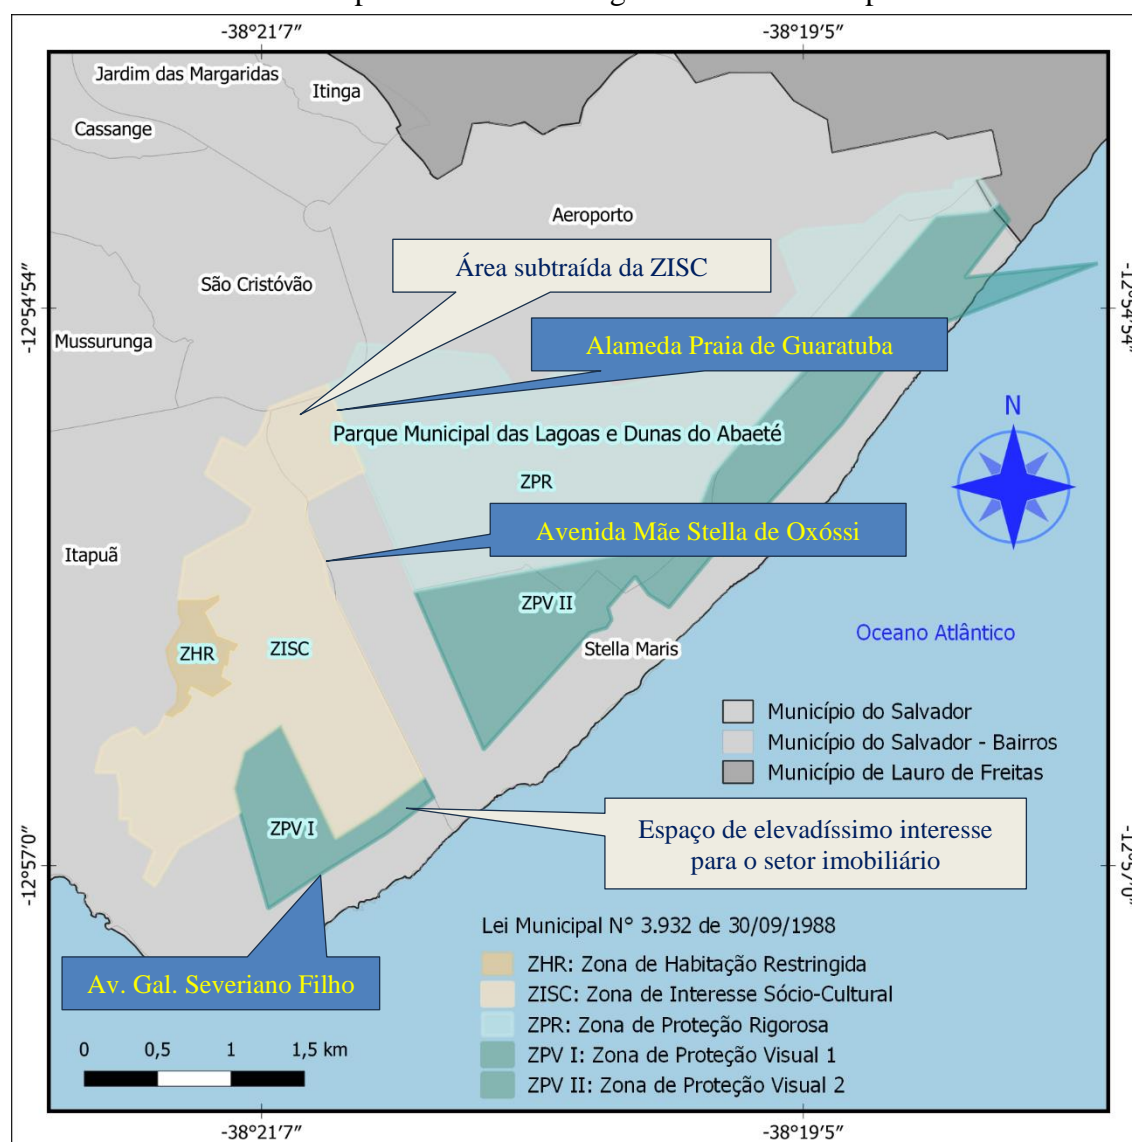 -38°21′7″
-38°19′5″
Jardim das Margaridas
Itinga
Cassange
Aeroporto
Área subtraída da ZISC
São Cristóvão
-12°54′54″
-12°54′54″
Mussurunga
Alameda Praia de Guaratuba
N
Parque Municipal das Lagoas e Dunas do Abaeté
ZPR
Avenida Mãe Stella de Oxóssi
Itapuã
ZPV II
Oceano Atlântico
ZHR
ZISC
Stella Maris
Município do Salvador
Município do Salvador - Bairros
Município de Lauro de Freitas
ZPV I
Espaço de elevadíssimo interesse
para o setor imobiliário
-12°57′0″
-12°57′0″
Lei Municipal N° 3.932 de 30/09/1988
ZHR: Zona de Habitação Restringida
Av. Gal. Severiano Filho
ZISC: Zona de Interesse Sócio-Cultural
ZPR: Zona de Proteção Rigorosa
0 0,5 1 1,5 km
ZPV I: Zona de Proteção Visual 1
ZPV II: Zona de Proteção Visual 2
-38°21′7″
-38°19′5″